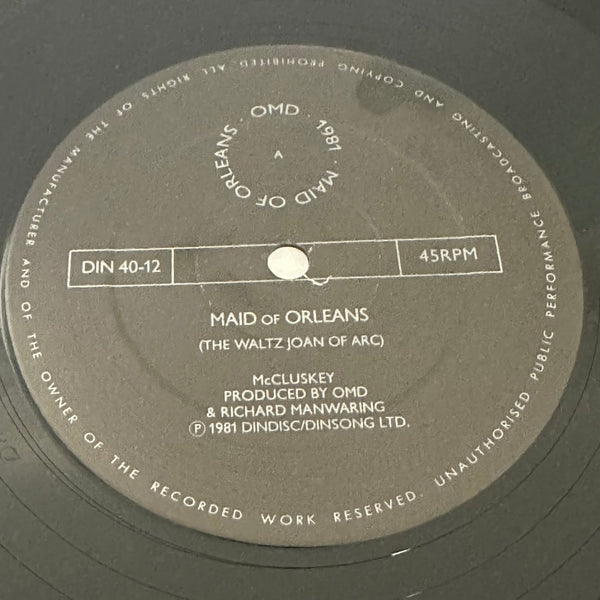 OMD · 1981 · MAID OF ORLEANS ·
A
DIN 40-12
45RPM
MAID OF ORLEANS
(THE WALTZ JOAN OF ARC)
McCLUSKEY
PRODUCED BY OMD
& RICHARD MANWARING
Ⓟ 1981 DINDISC/DINSONG LTD.
ALL RIGHTS OF THE MANUFACTURER AND OF THE OWNER OF THE RECORDED WORK RESERVED. UNAUTHORISED PUBLIC PERFORMANCE BROADCASTING AND COPYING PROHIBITED.